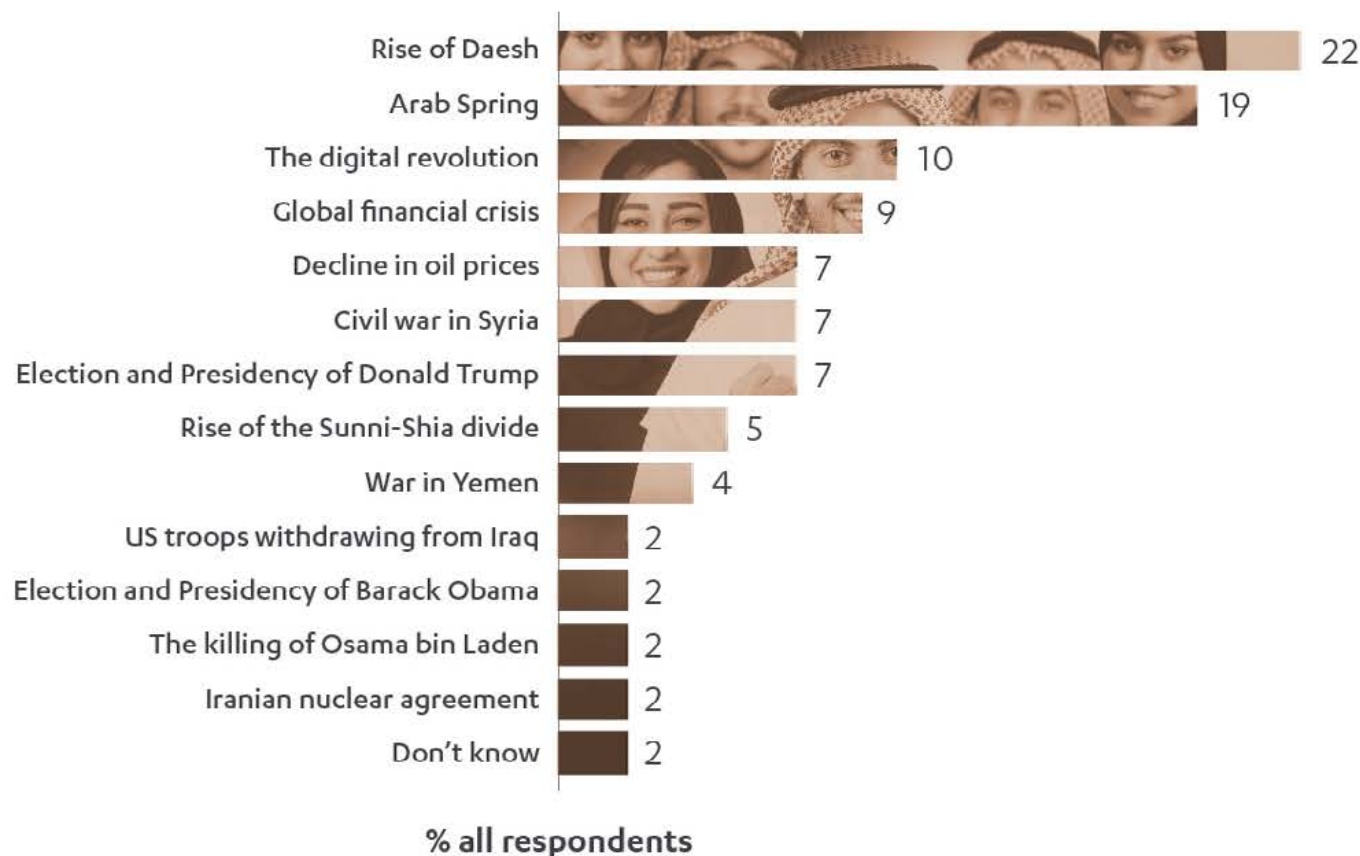 Rise of Daesh 22
Arab Spring 19
The digital revolution 10
Global financial crisis 9
Decline in oil prices 7
Civil war in Syria 7
Election and Presidency of Donald Trump 7
Rise of the Sunni-Shia divide 5
War in Yemen 4
US troops withdrawing from Iraq 2
Election and Presidency of Barack Obama 2
The killing of Osama bin Laden 2
Iranian nuclear agreement 2
Don’t know 2
% all respondents